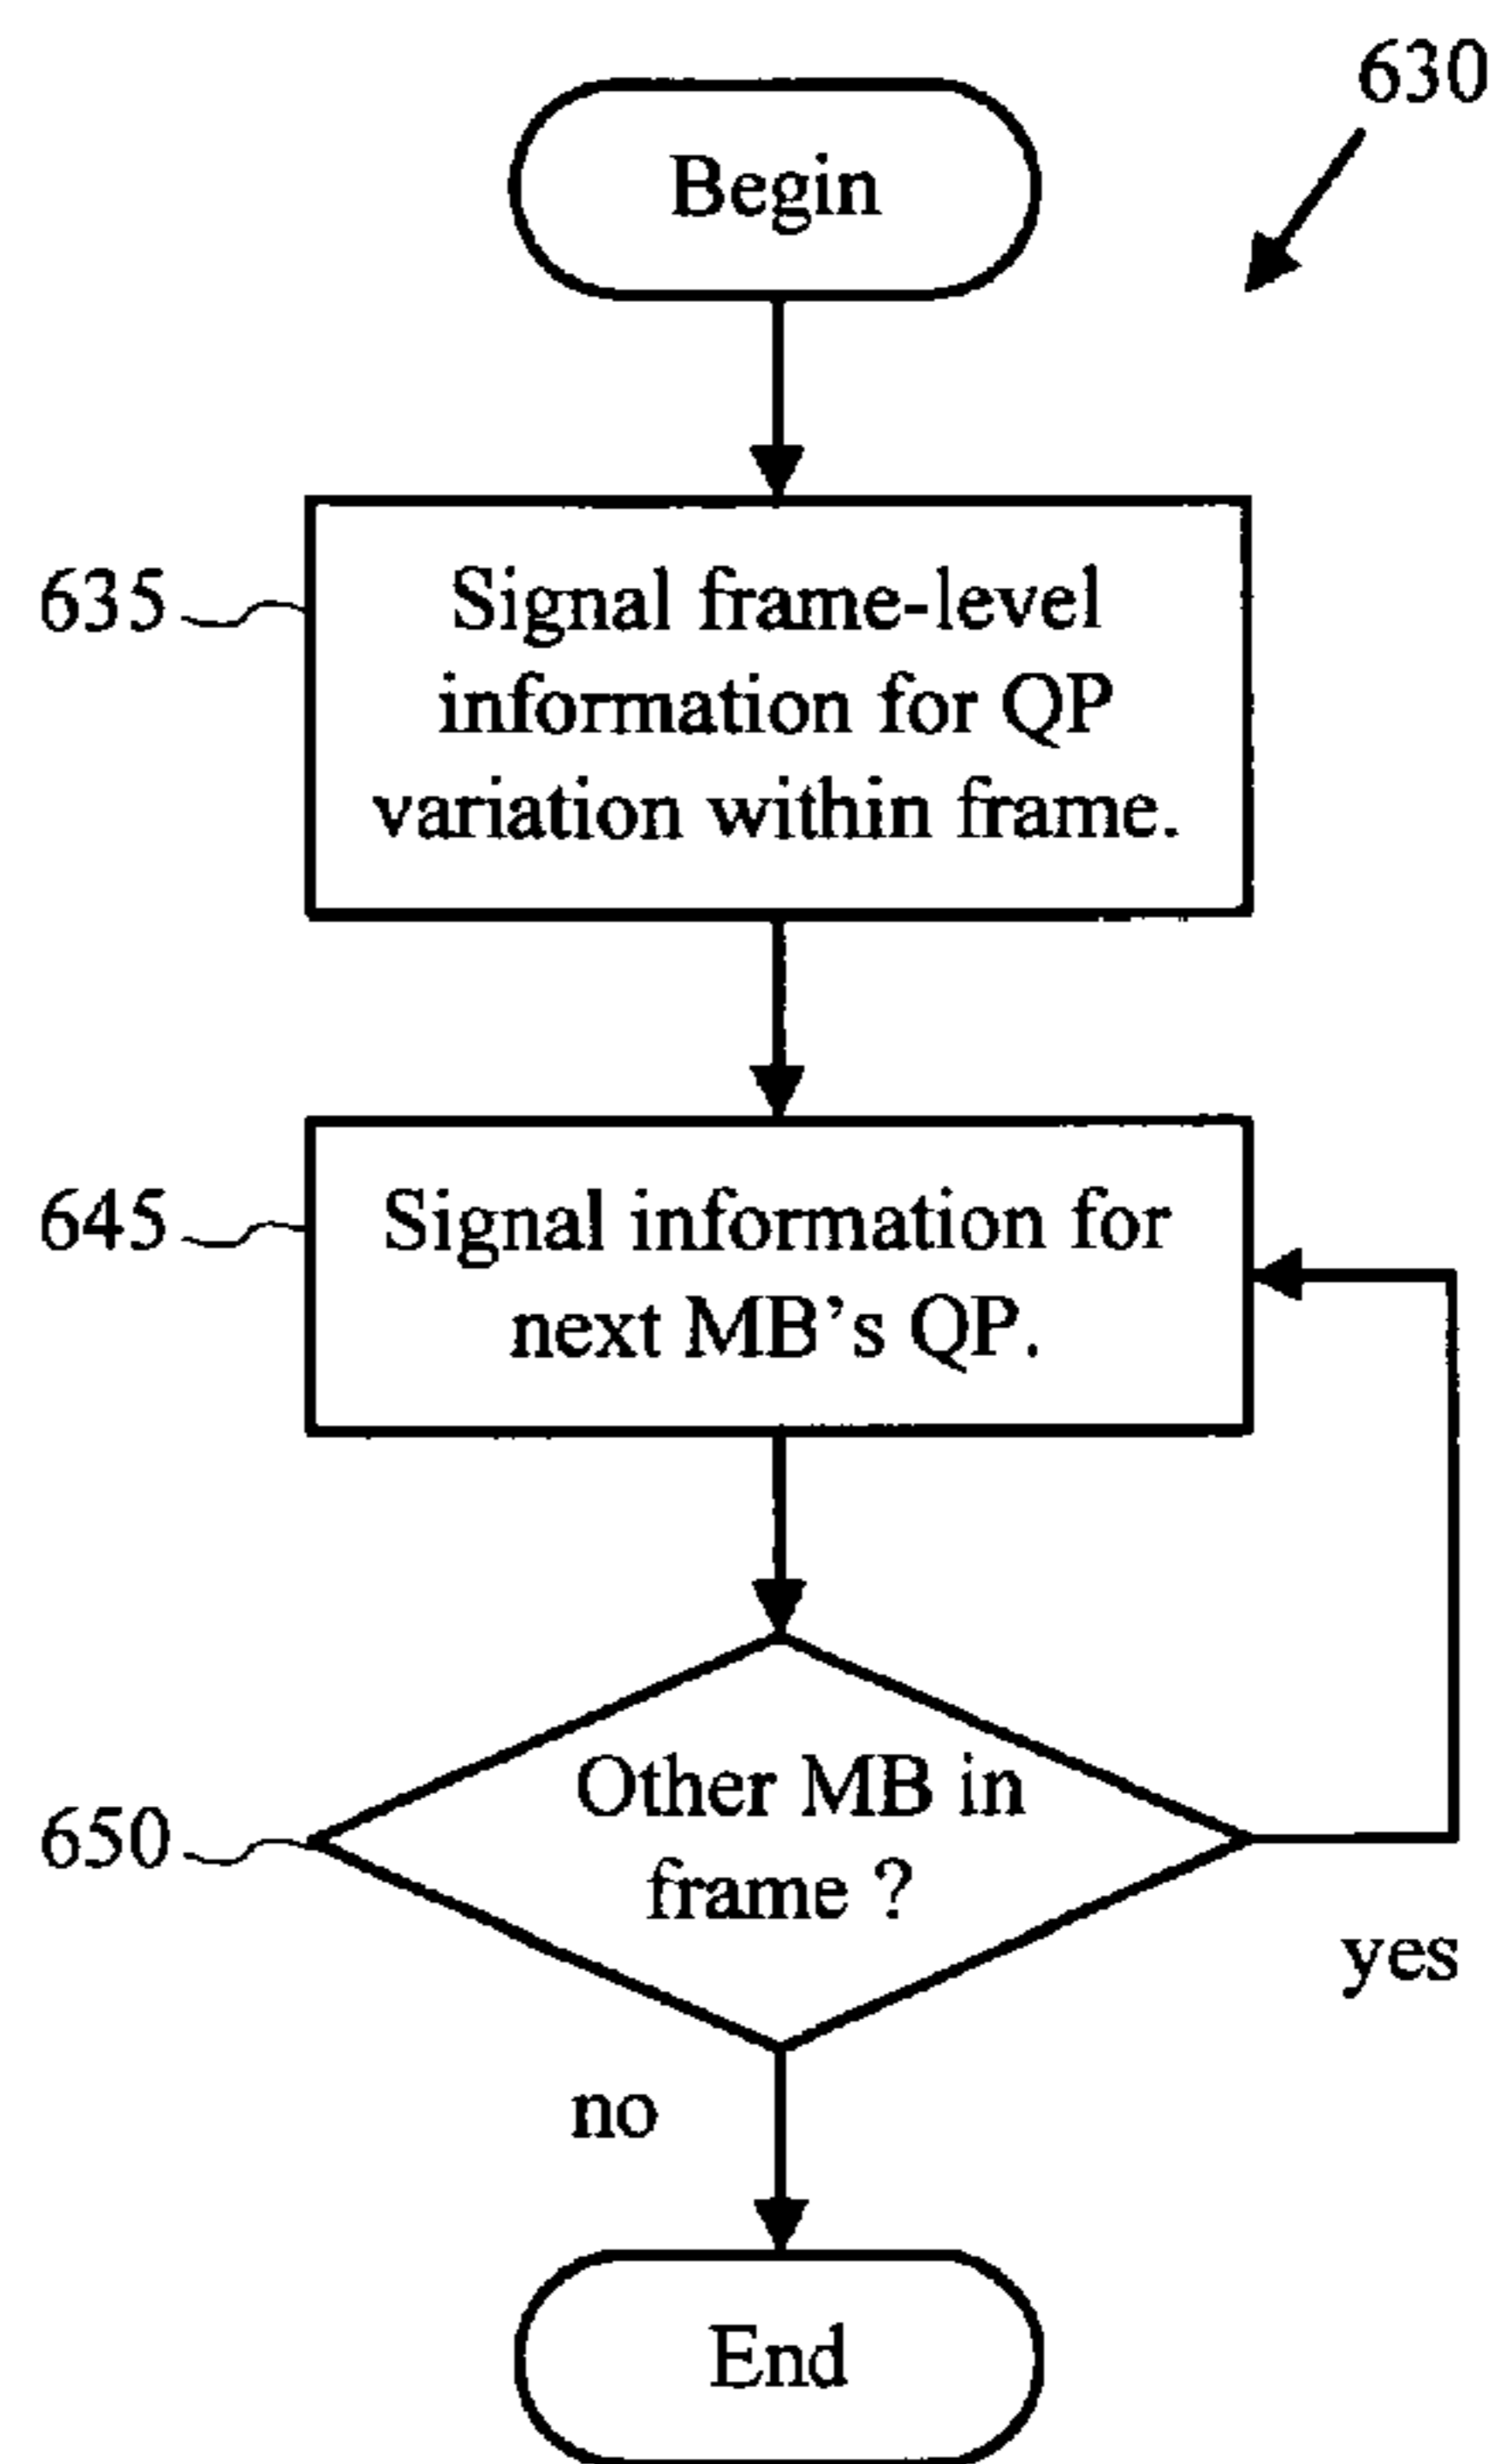 630
Begin
635
Signal frame-level
information for QP
variation within frame.
645
Signal information for
next MB’s QP.
650
Other MB in
frame ?
yes
no
End